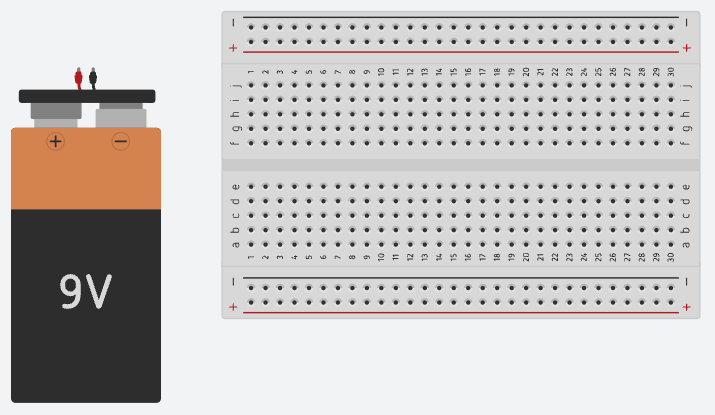 − −
+ +
1 2 3 4 5 6 7 8 9 10 11 12 13 14 15 16 17 18 19 20 21 22 23 24 25 26 27 28 29 30
j j
i i
h h
g g
f f
+ −
9V
e e
d d
c c
b b
a a
1 2 3 4 5 6 7 8 9 10 11 12 13 14 15 16 17 18 19 20 21 22 23 24 25 26 27 28 29 30
− −
+ +